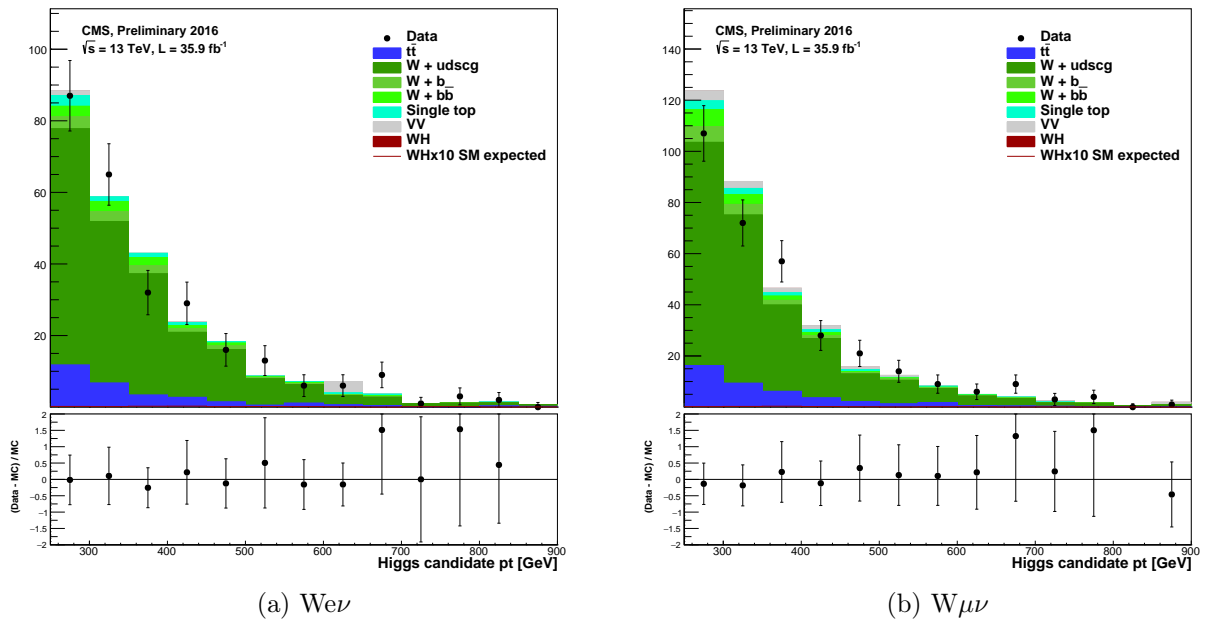 CMS, Preliminary 2016
√s = 13 TeV, L = 35.9 fb⁻¹
Data
tt̄
W + udscg
W + b_
W + bb̄
Single top
VV
WH
WHx10 SM expected
100
80
60
40
20
(Data - MC) / MC
2
1.5
1
0.5
0
−0.5
−1
−1.5
−2
300 400 500 600 700 800 900
Higgs candidate pt [GeV]
(a) Weν
CMS, Preliminary 2016
√s = 13 TeV, L = 35.9 fb⁻¹
Data
tt̄
W + udscg
W + b_
W + bb̄
Single top
VV
WH
WHx10 SM expected
140
120
100
80
60
40
20
(Data - MC) / MC
2
1.5
1
0.5
0
−0.5
−1
−1.5
−2
300 400 500 600 700 800 900
Higgs candidate pt [GeV]
(b) Wμν